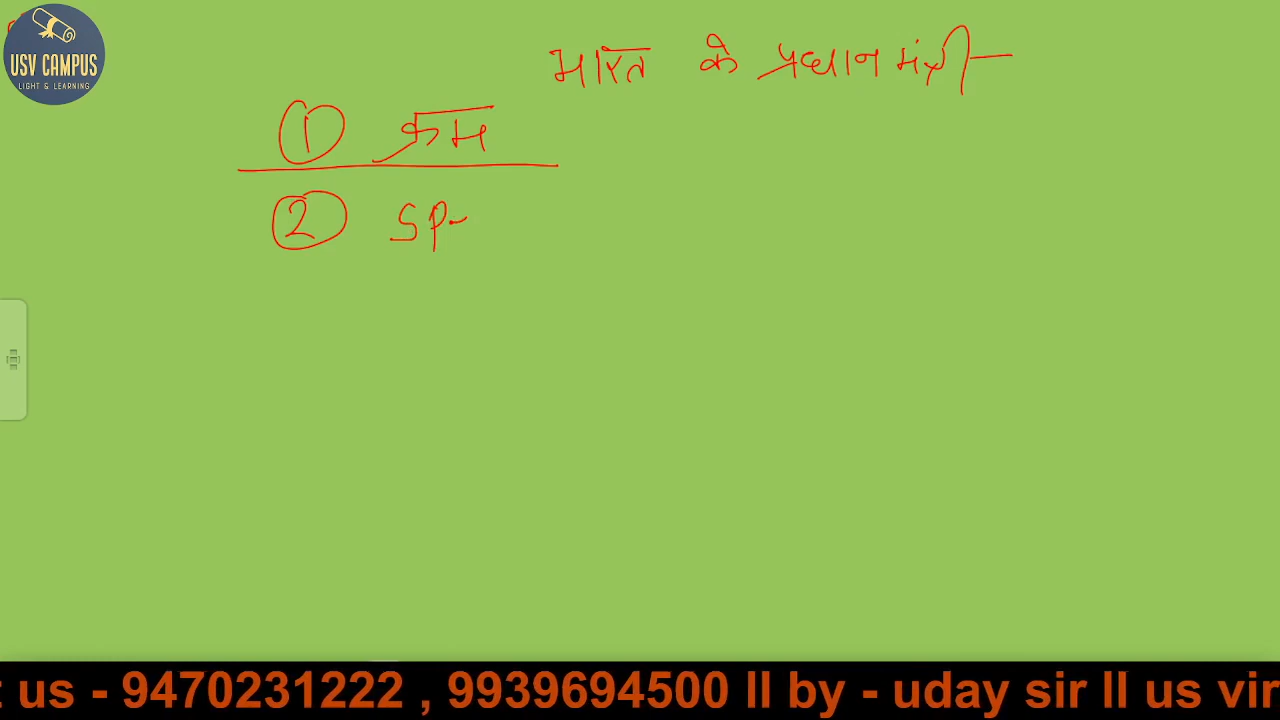 USV CAMPUS
LIGHT & LEARNING
भारत के प्रधान मंत्री-
1 क्रम
2 SP-
t us - 9470231222 , 9939694500 ll by - uday sir ll us vir